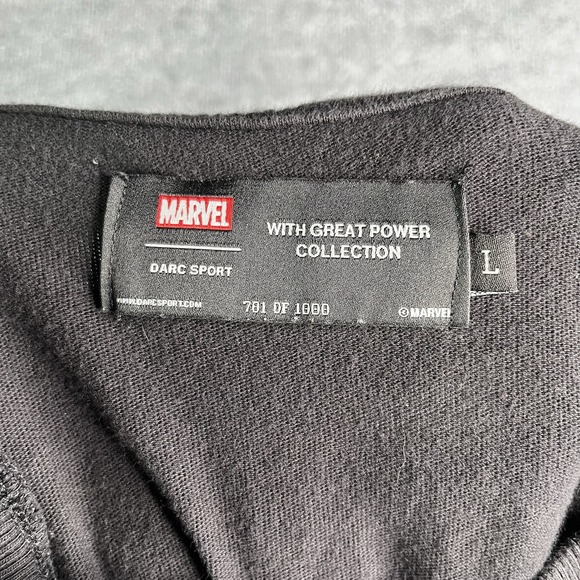 MARVEL
DARC SPORT
WITH GREAT POWER
COLLECTION
L
WWW.DARCSPORT.COM
701 OF 1000
© MARVEL